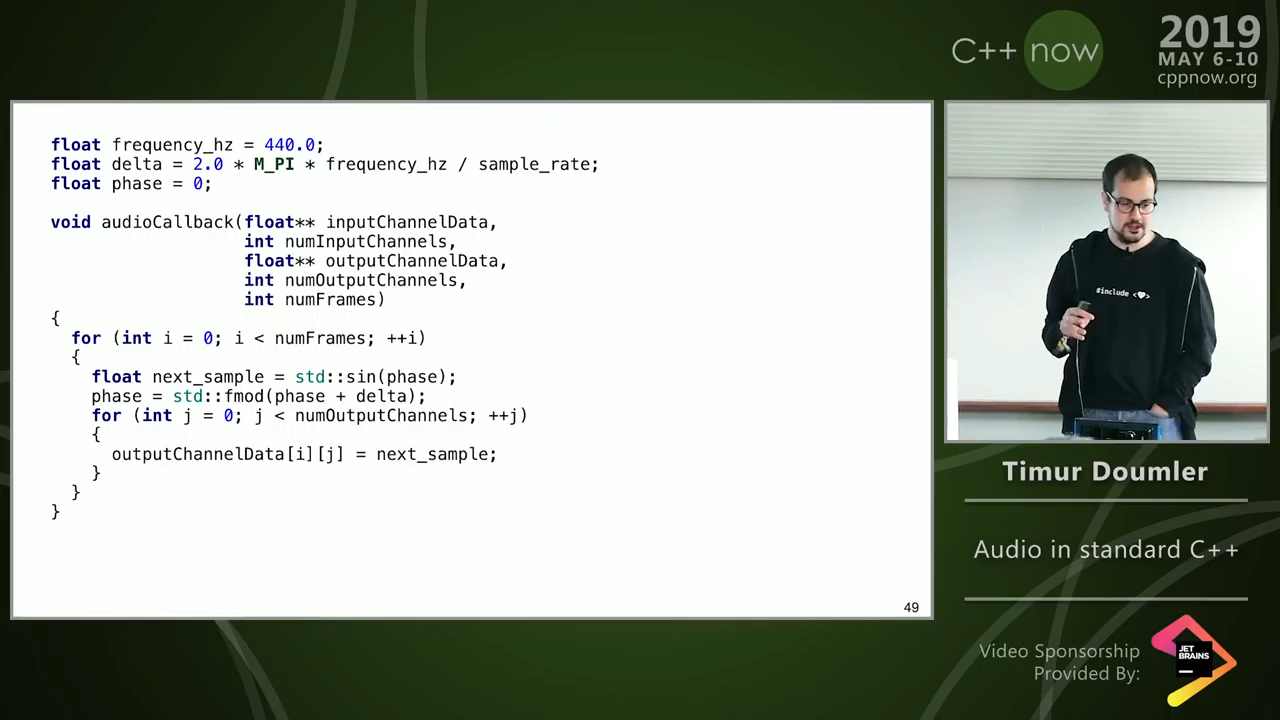 C++ now
2019
MAY 6-10
cppnow.org
float frequency_hz = 440.0;
float delta = 2.0 * M_PI * frequency_hz / sample_rate;
float phase = 0;
void audioCallback(float** inputChannelData,
int numInputChannels,
float** outputChannelData,
int numOutputChannels,
int numFrames)
{
for (int i = 0; i < numFrames; ++i)
{
float next_sample = std::sin(phase);
phase = std::fmod(phase + delta);
for (int j = 0; j < numOutputChannels; ++j)
{
outputChannelData[i][j] = next_sample;
}
}
}
49
#include <♥>
Timur Doumler
Audio in standard C++
Video Sponsorship
Provided By:
JET
BRAINS